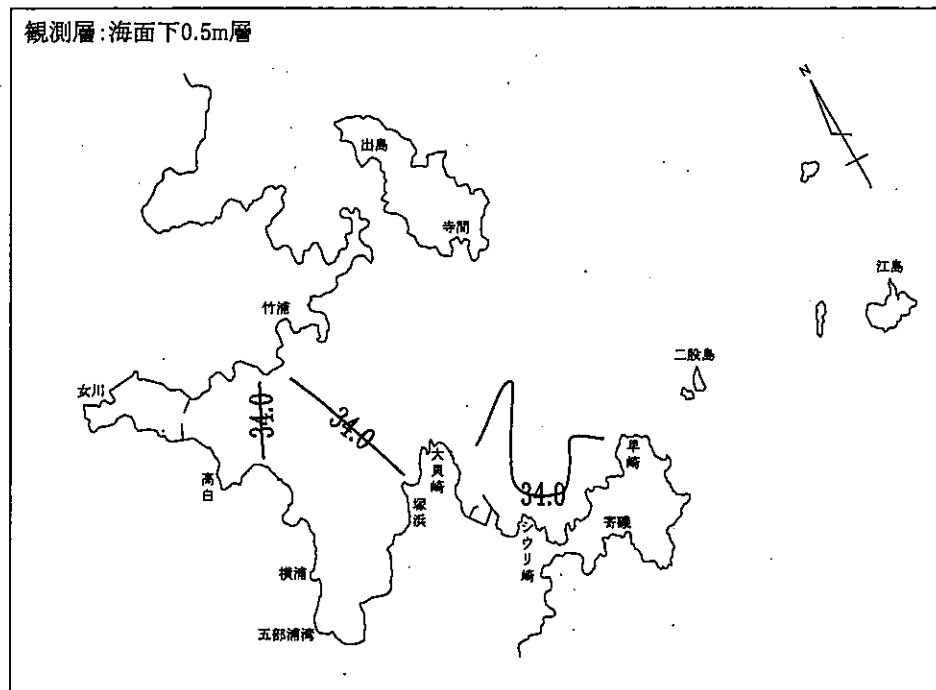 観測層:海面下0.5m層
N
出島
寺間
江島
竹浦
二股島
女川
34.0
34.0
早崎
大貝崎
高白
塚浜
34.0
寄磯
シウリ崎
横浦
五部浦湾